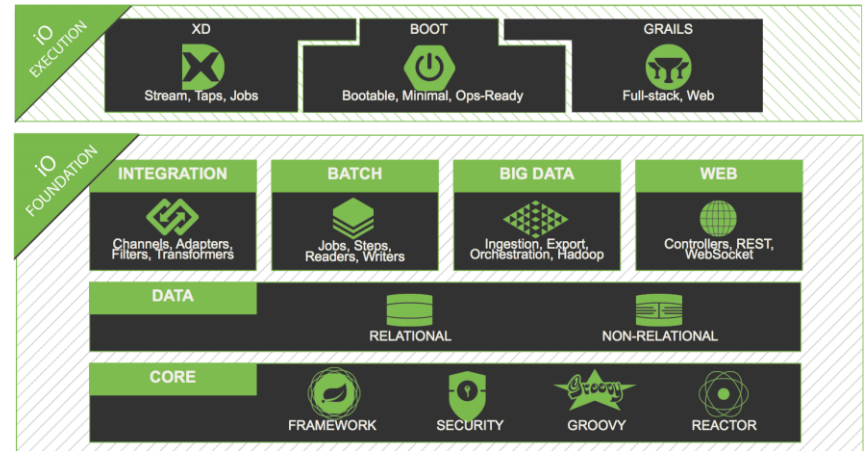 iO
EXECUTION
XD
Stream, Taps, Jobs
BOOT
Bootable, Minimal, Ops-Ready
GRAILS
Full-stack, Web
iO
FOUNDATION
INTEGRATION
Channels, Adapters,
Filters, Transformers
BATCH
Jobs, Steps,
Readers, Writers
BIG DATA
Ingestion, Export,
Orchestration, Hadoop
WEB
Controllers, REST,
WebSocket
DATA
RELATIONAL
NON-RELATIONAL
CORE
FRAMEWORK
SECURITY
Groovy
GROOVY
REACTOR